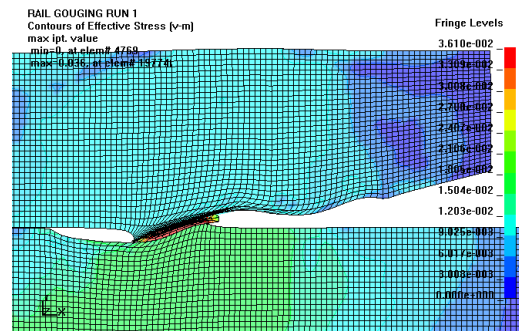 RAIL GOUGING RUN 1
Contours of Effective Stress (v-m)
max ipt. value
min=0, at elem# 4769
max=0.036, at elem# 19774
Fringe Levels
3.610e-002
3.309e-002
3.008e-002
2.708e-002
2.407e-002
2.106e-002
1.805e-002
1.504e-002
1.203e-002
9.025e-003
6.017e-003
3.008e-003
0.000e+000
X